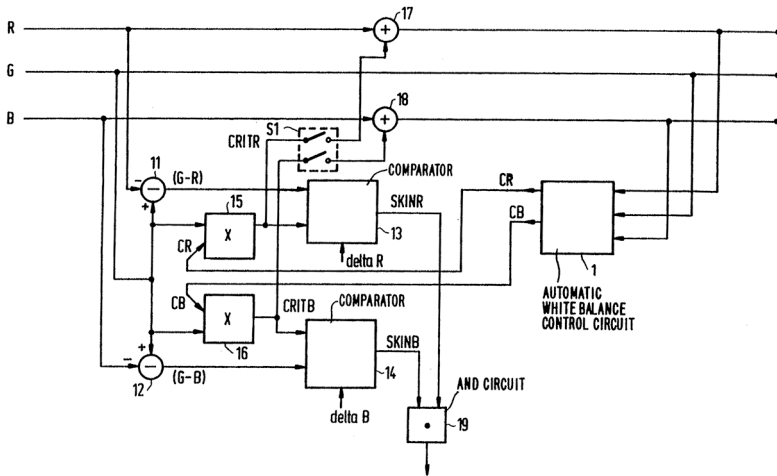 R
17
G
18
B
S1
CRITR
COMPARATOR
11
(G-R)
15
SKINR
CR
CB
X
13
CR
delta R
1
CB
CRITB
COMPARATOR
AUTOMATIC
WHITE BALANCE
CONTROL CIRCUIT
X
16
SKINB
12
(G-B)
14
delta B
AND CIRCUIT
19